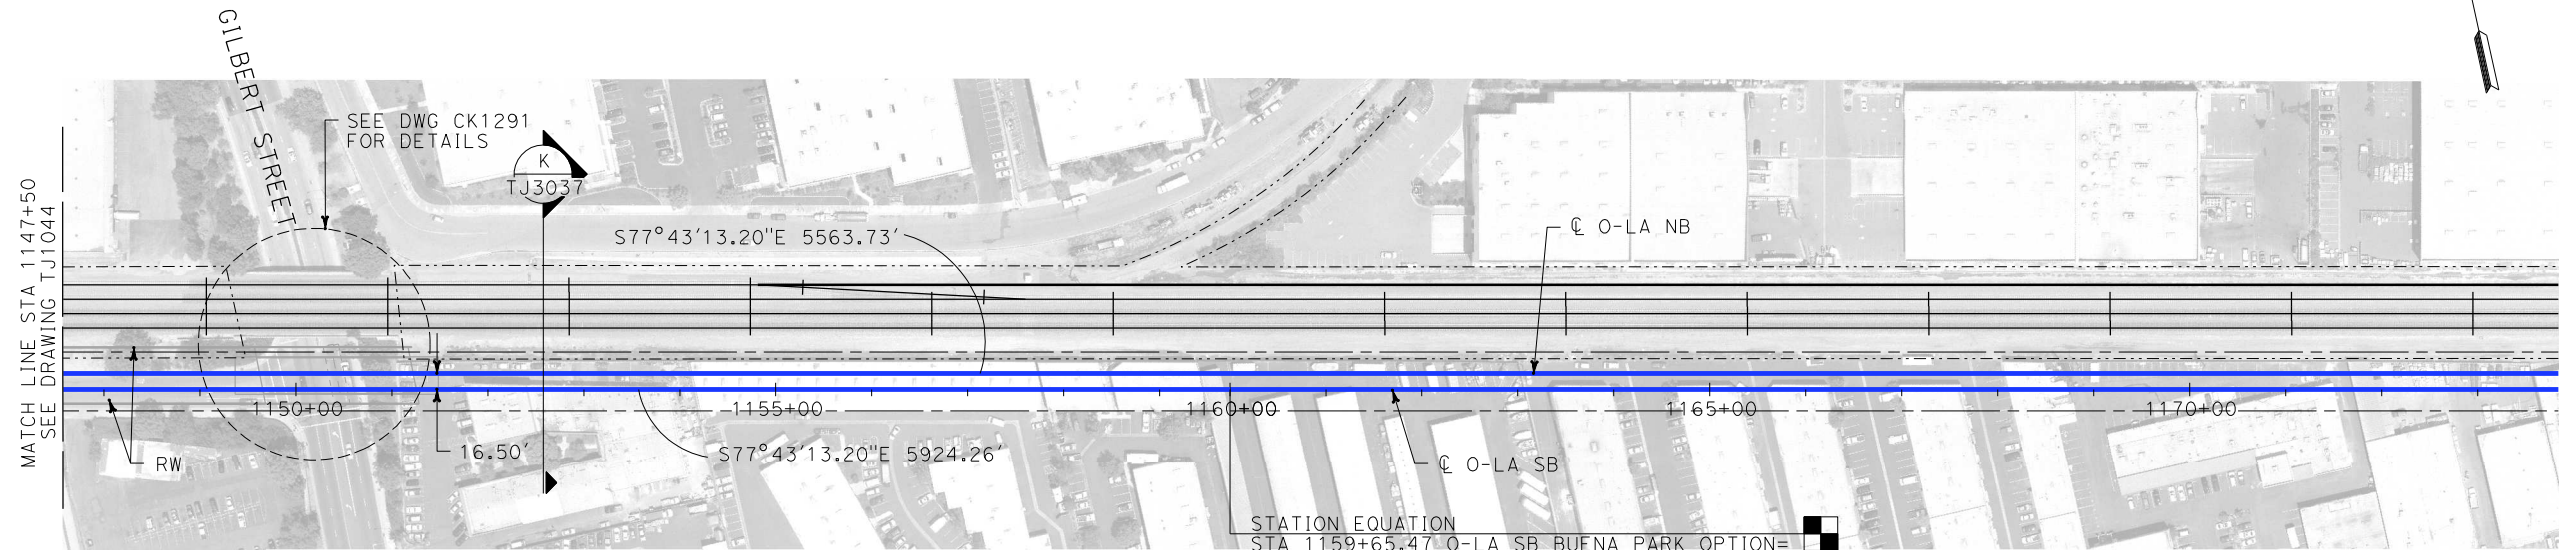 GILBERT STREET
SEE DWG CK1291
FOR DETAILS
K
TJ3037
MATCH LINE STA 1147+50
SEE DRAWING TJ1044
S77°43'13.20"E 5563.73'
℄ O-LA NB
1150+00
1155+00
1160+00
1165+00
1170+00
16.50'
RW
S77°43'13.20"E 5924.26'
℄ O-LA SB
STATION EQUATION
STA 1159+65.47 O-LA SB BUENA PARK OPTION=